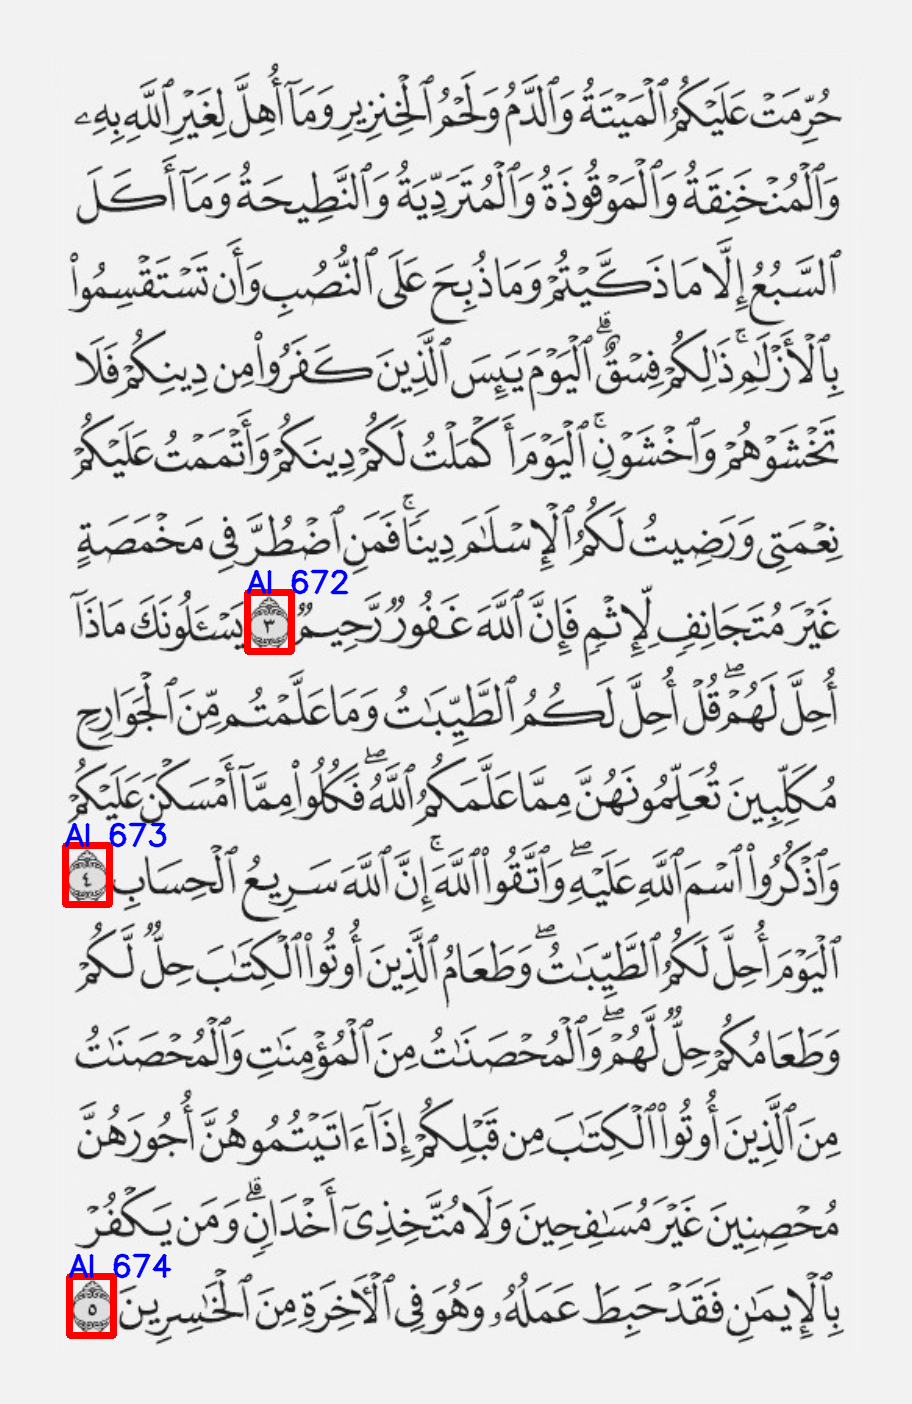 حُرِّمَتْ عَلَيْكُمُ ٱلْمَيْتَةُ وَٱلدَّمُ وَلَحْمُ ٱلْخِنزِيرِ وَمَآ أُهِلَّ لِغَيْرِ ٱللَّهِ بِهِۦ
وَٱلْمُنْخَنِقَةُ وَٱلْمَوْقُوذَةُ وَٱلْمُتَرَدِّيَةُ وَٱلنَّطِيحَةُ وَمَآ أَكَلَ
ٱلسَّبُعُ إِلَّا مَا ذَكَّيْتُمْ وَمَا ذُبِحَ عَلَى ٱلنُّصُبِ وَأَن تَسْتَقْسِمُوا۟
بِٱلْأَزْلَٰمِ ۚ ذَٰلِكُمْ فِسْقٌ ۗ ٱلْيَوْمَ يَئِسَ ٱلَّذِينَ كَفَرُوا۟ مِن دِينِكُمْ فَلَا
تَخْشَوْهُمْ وَٱخْشَوْنِ ۚ ٱلْيَوْمَ أَكْمَلْتُ لَكُمْ دِينَكُمْ وَأَتْمَمْتُ عَلَيْكُمْ
نِعْمَتِى وَرَضِيتُ لَكُمُ ٱلْإِسْلَٰمَ دِينًا ۚ فَمَنِ ٱضْطُرَّ فِى مَخْمَصَةٍ
AI 672
غَيْرَ مُتَجَانِفٍ لِّإِثْمٍ فَإِنَّ ٱللَّهَ غَفُورٌ رَّحِيمٌ ٣ يَسْـَٔلُونَكَ مَاذَآ
أُحِلَّ لَهُمْ ۖ قُلْ أُحِلَّ لَكُمُ ٱلطَّيِّبَٰتُ وَمَا عَلَّمْتُم مِّنَ ٱلْجَوَارِحِ
مُكَلِّبِينَ تُعَلِّمُونَهُنَّ مِمَّا عَلَّمَكُمُ ٱللَّهُ ۖ فَكُلُوا۟ مِمَّآ أَمْسَكْنَ عَلَيْكُمْ
AI 673
وَٱذْكُرُوا۟ ٱسْمَ ٱللَّهِ عَلَيْهِ ۖ وَٱتَّقُوا۟ ٱللَّهَ ۚ إِنَّ ٱللَّهَ سَرِيعُ ٱلْحِسَابِ ٤
ٱلْيَوْمَ أُحِلَّ لَكُمُ ٱلطَّيِّبَٰتُ ۖ وَطَعَامُ ٱلَّذِينَ أُوتُوا۟ ٱلْكِتَٰبَ حِلٌّ لَّكُمْ
وَطَعَامُكُمْ حِلٌّ لَّهُمْ ۖ وَٱلْمُحْصَنَٰتُ مِنَ ٱلْمُؤْمِنَٰتِ وَٱلْمُحْصَنَٰتُ
مِنَ ٱلَّذِينَ أُوتُوا۟ ٱلْكِتَٰبَ مِن قَبْلِكُمْ إِذَآ ءَاتَيْتُمُوهُنَّ أُجُورَهُنَّ
مُحْصِنِينَ غَيْرَ مُسَٰفِحِينَ وَلَا مُتَّخِذِىٓ أَخْدَانٍ ۗ وَمَن يَكْفُرْ
AI 674
بِٱلْإِيمَٰنِ فَقَدْ حَبِطَ عَمَلُهُۥ وَهُوَ فِى ٱلْـَٔاخِرَةِ مِنَ ٱلْخَٰسِرِينَ ٥